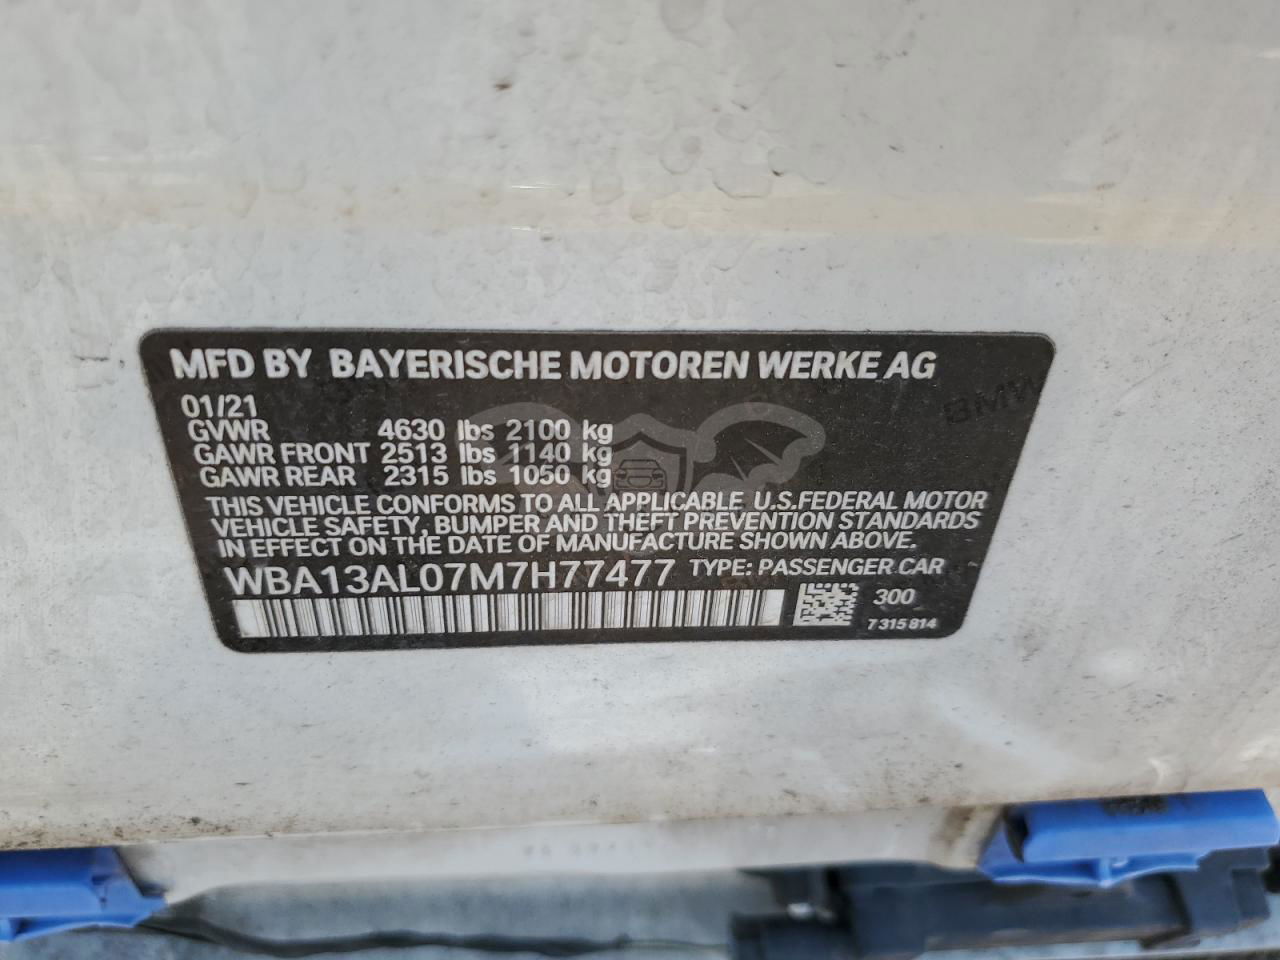 MFD BY BAYERISCHE MOTOREN WERKE AG
01/21
GVWR 4630 lbs 2100 kg
GAWR FRONT 2513 lbs 1140 kg
GAWR REAR 2315 lbs 1050 kg
THIS VEHICLE CONFORMS TO ALL APPLICABLE U.S.FEDERAL MOTOR
VEHICLE SAFETY, BUMPER AND THEFT PREVENTION STANDARDS
IN EFFECT ON THE DATE OF MANUFACTURE SHOWN ABOVE.
WBA13AL07M7H77477 TYPE: PASSENGER CAR
300
7 315 814
BMW